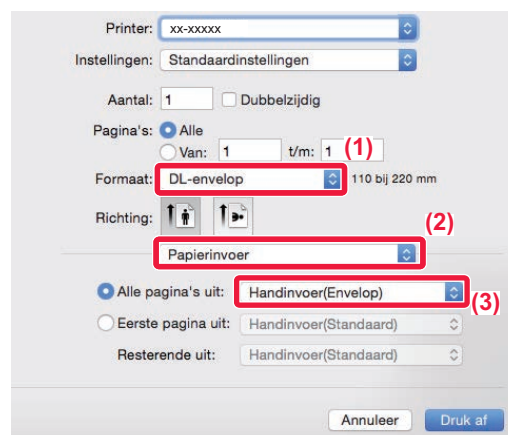 Printer: xx-xxxxx
Instellingen: Standaardinstellingen
Aantal: 1 Dubbelzijdig
Pagina's: Alle
Van: 1 t/m: 1 (1)
Formaat: DL-envelop 110 bij 220 mm
Richting:
(2)
Papierinvoer
Alle pagina's uit: Handinvoer(Envelop)
(3)
Eerste pagina uit: Handinvoer(Standaard)
Resterende uit: Handinvoer(Standaard)
Annuleer Druk af